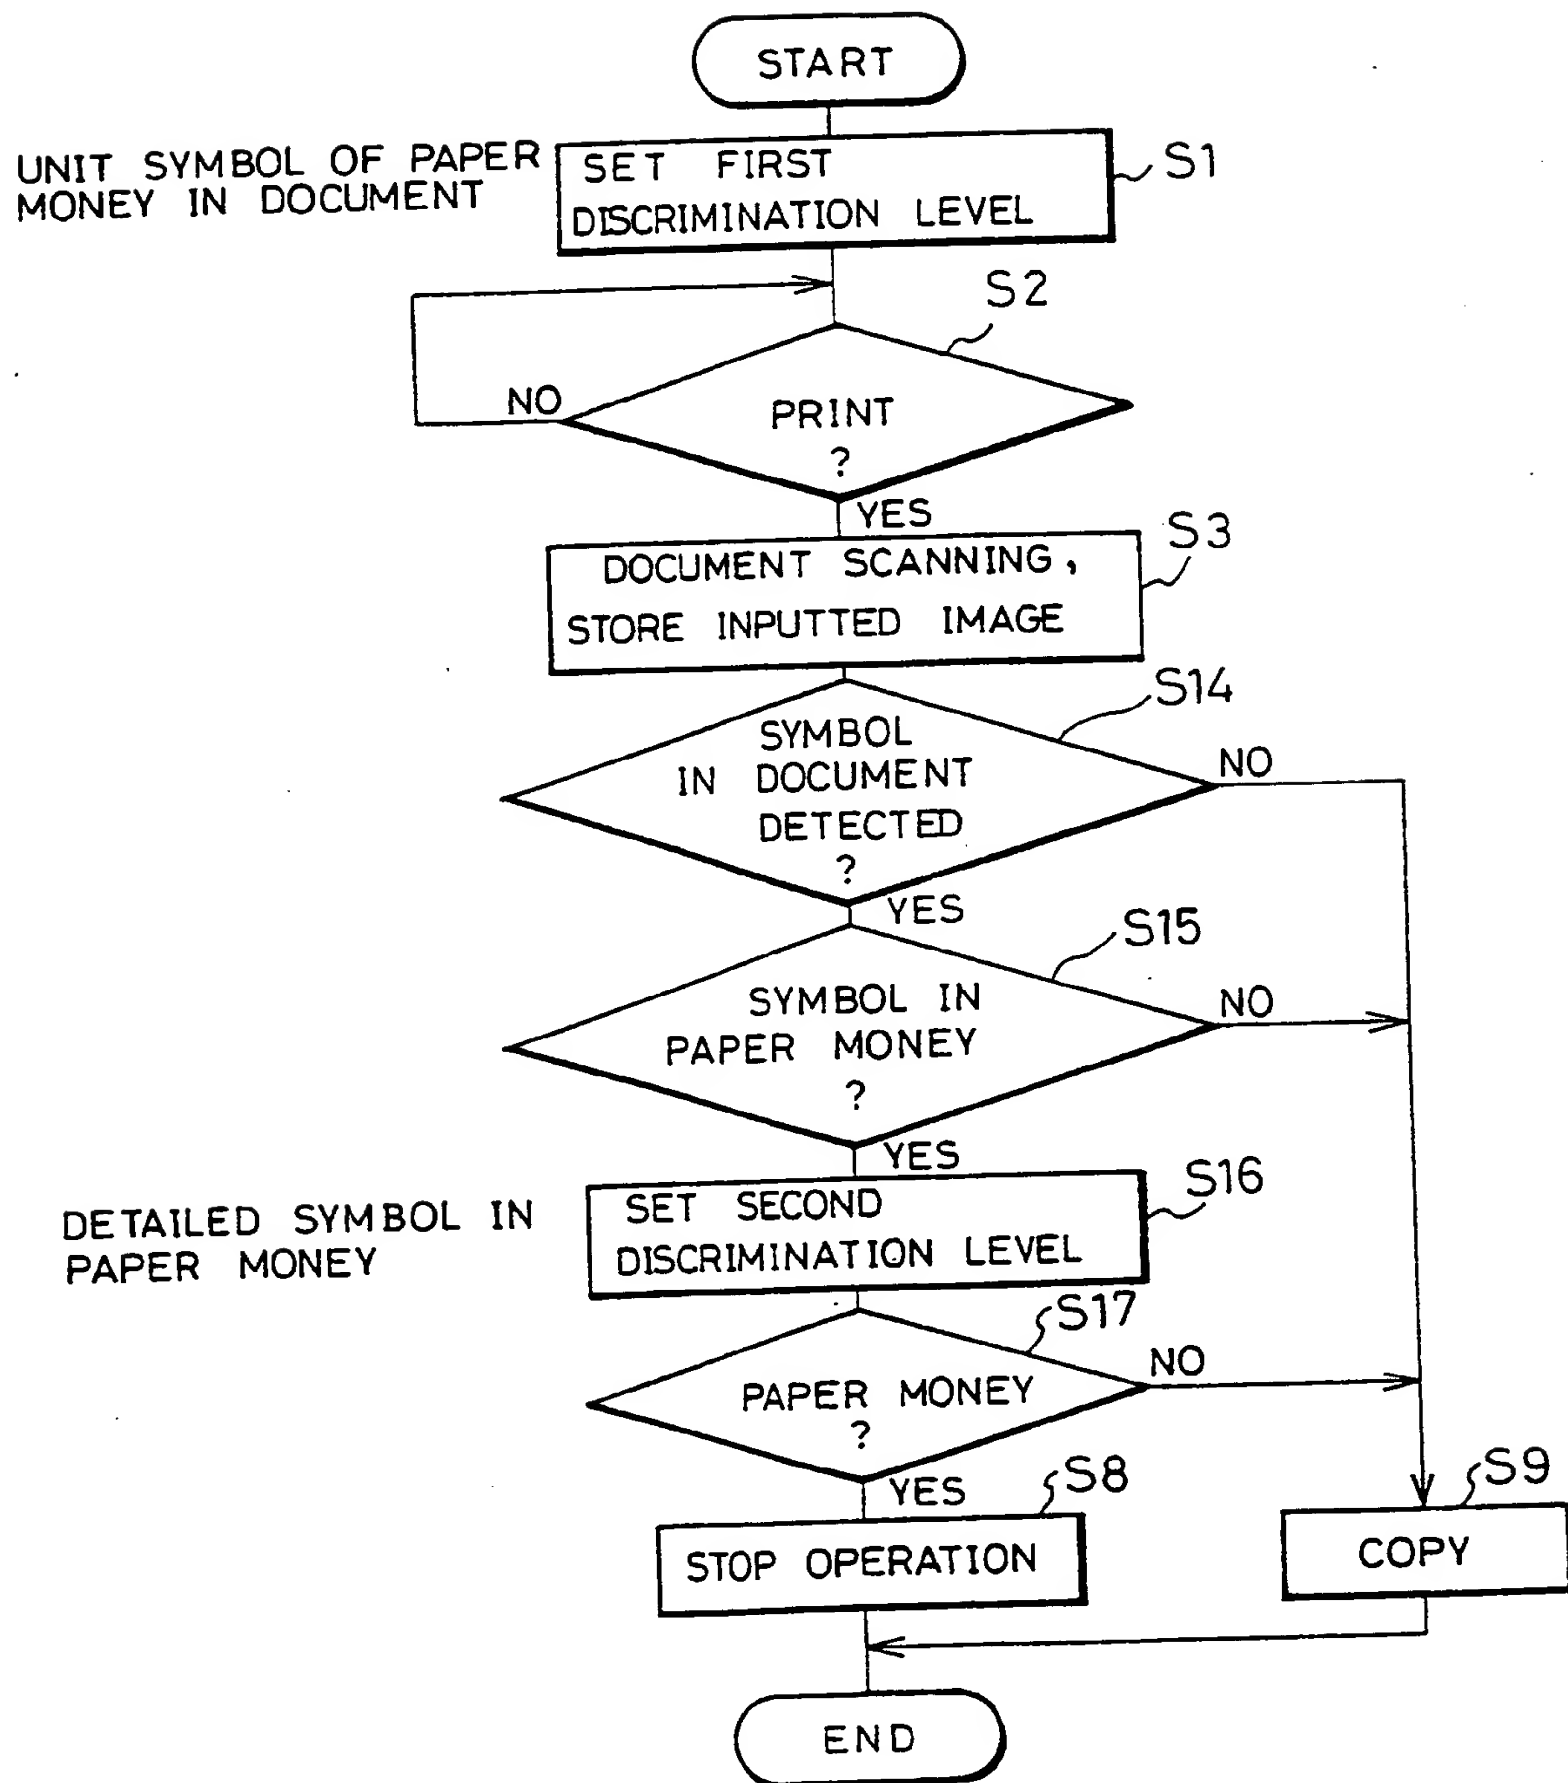 START
UNIT SYMBOL OF PAPER
MONEY IN DOCUMENT
SET FIRST
DISCRIMINATION LEVEL
S1
S2
NO
PRINT
?
YES
S3
DOCUMENT SCANNING,
STORE INPUTTED IMAGE
S14
SYMBOL
IN DOCUMENT
DETECTED
?
NO
YES
S15
SYMBOL IN
PAPER MONEY
?
NO
YES
S16
DETAILED SYMBOL IN
PAPER MONEY
SET SECOND
DISCRIMINATION LEVEL
S17
PAPER MONEY
?
NO
YES
S8
S9
STOP OPERATION
COPY
END